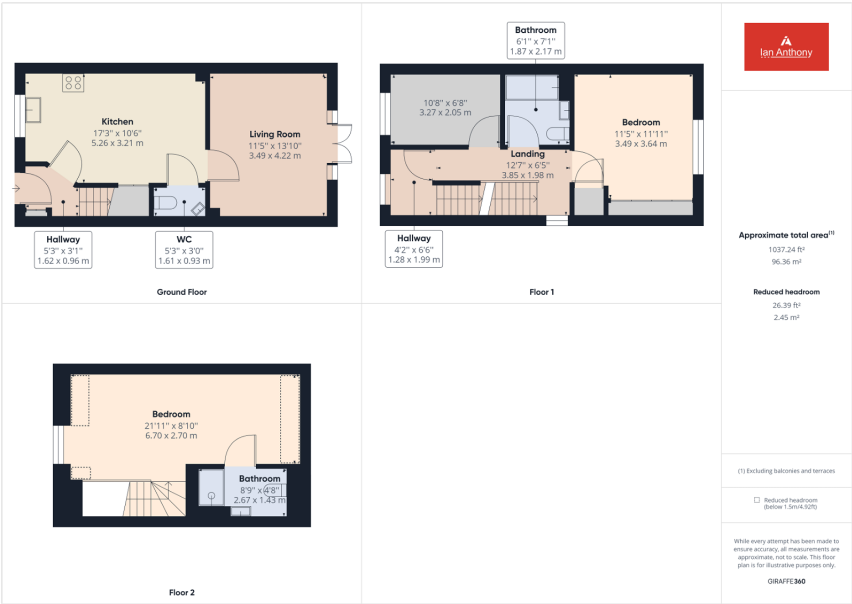 Kitchen
17'3" x 10'6"
5.26 x 3.21 m
Living Room
11'5" x 13'10"
3.49 x 4.22 m
Hallway
5'3" x 3'1"
1.62 x 0.96 m
WC
5'3" x 3'0"
1.61 x 0.93 m
Ground Floor
Bathroom
6'1" x 7'1"
1.87 x 2.17 m
10'8" x 6'8"
3.27 x 2.05 m
Bedroom
11'5" x 11'11"
3.49 x 3.64 m
Landing
12'7" x 6'5"
3.85 x 1.98 m
Hallway
4'2" x 6'6"
1.28 x 1.99 m
Floor 1
Bedroom
21'11" x 8'10"
6.70 x 2.70 m
Bathroom
8'9" x 4'8"
2.67 x 1.43 m
Floor 2
Ian Anthony
Approximate total area(1)
1037.24 ft²
96.36 m²
Reduced headroom
26.39 ft²
2.45 m²
(1) Excluding balconies and terraces
Reduced headroom
(below 1.5m/4.92ft)
While every attempt has been made to
ensure accuracy, all measurements are
approximate, not to scale. This floor
plan is for illustrative purposes only.
GIRAFFE360